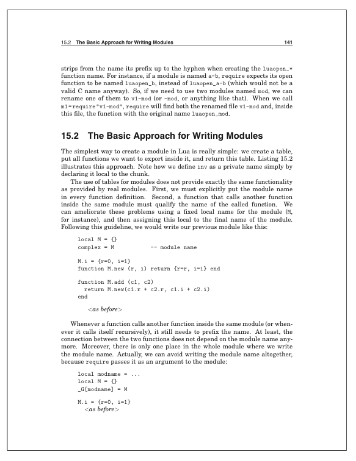 15.2 The Basic Approach for Writing Modules 141
strips from the name its prefix up to the hyphen when creating the luaopen_*
function name. For instance, if a module is named a-b, require expects its open
function to be named luaopen_b, instead of luaopen_a-b (which would not be a
valid C name anyway). So, if we need to use two modules named mod, we can
rename one of them to v1-mod (or -mod, or anything like that). When we call
m1=require"v1-mod", require will find both the renamed file v1-mod and, inside
this file, the function with the original name luaopen_mod.
15.2 The Basic Approach for Writing Modules
The simplest way to create a module in Lua is really simple: we create a table,
put all functions we want to export inside it, and return this table. Listing 15.2
illustrates this approach. Note how we define inv as a private name simply by
declaring it local to the chunk.
The use of tables for modules does not provide exactly the same functionality
as provided by real modules. First, we must explicitly put the module name
in every function definition. Second, a function that calls another function
inside the same module must qualify the name of the called function. We
can ameliorate these problems using a fixed local name for the module (M,
for instance), and then assigning this local to the final name of the module.
Following this guideline, we would write our previous module like this:
local M = {}
complex = M -- module name
M.i = {r=0, i=1}
function M.new (r, i) return {r=r, i=i} end
function M.add (c1, c2)
return M.new(c1.r + c2.r, c1.i + c2.i)
end
<as before>
Whenever a function calls another function inside the same module (or when-
ever it calls itself recursively), it still needs to prefix the name. At least, the
connection between the two functions does not depend on the module name any-
more. Moreover, there is only one place in the whole module where we write
the module name. Actually, we can avoid writing the module name altogether,
because require passes it as an argument to the module:
local modname = ...
local M = {}
_G[modname] = M
M.i = {r=0, i=1}
<as before>